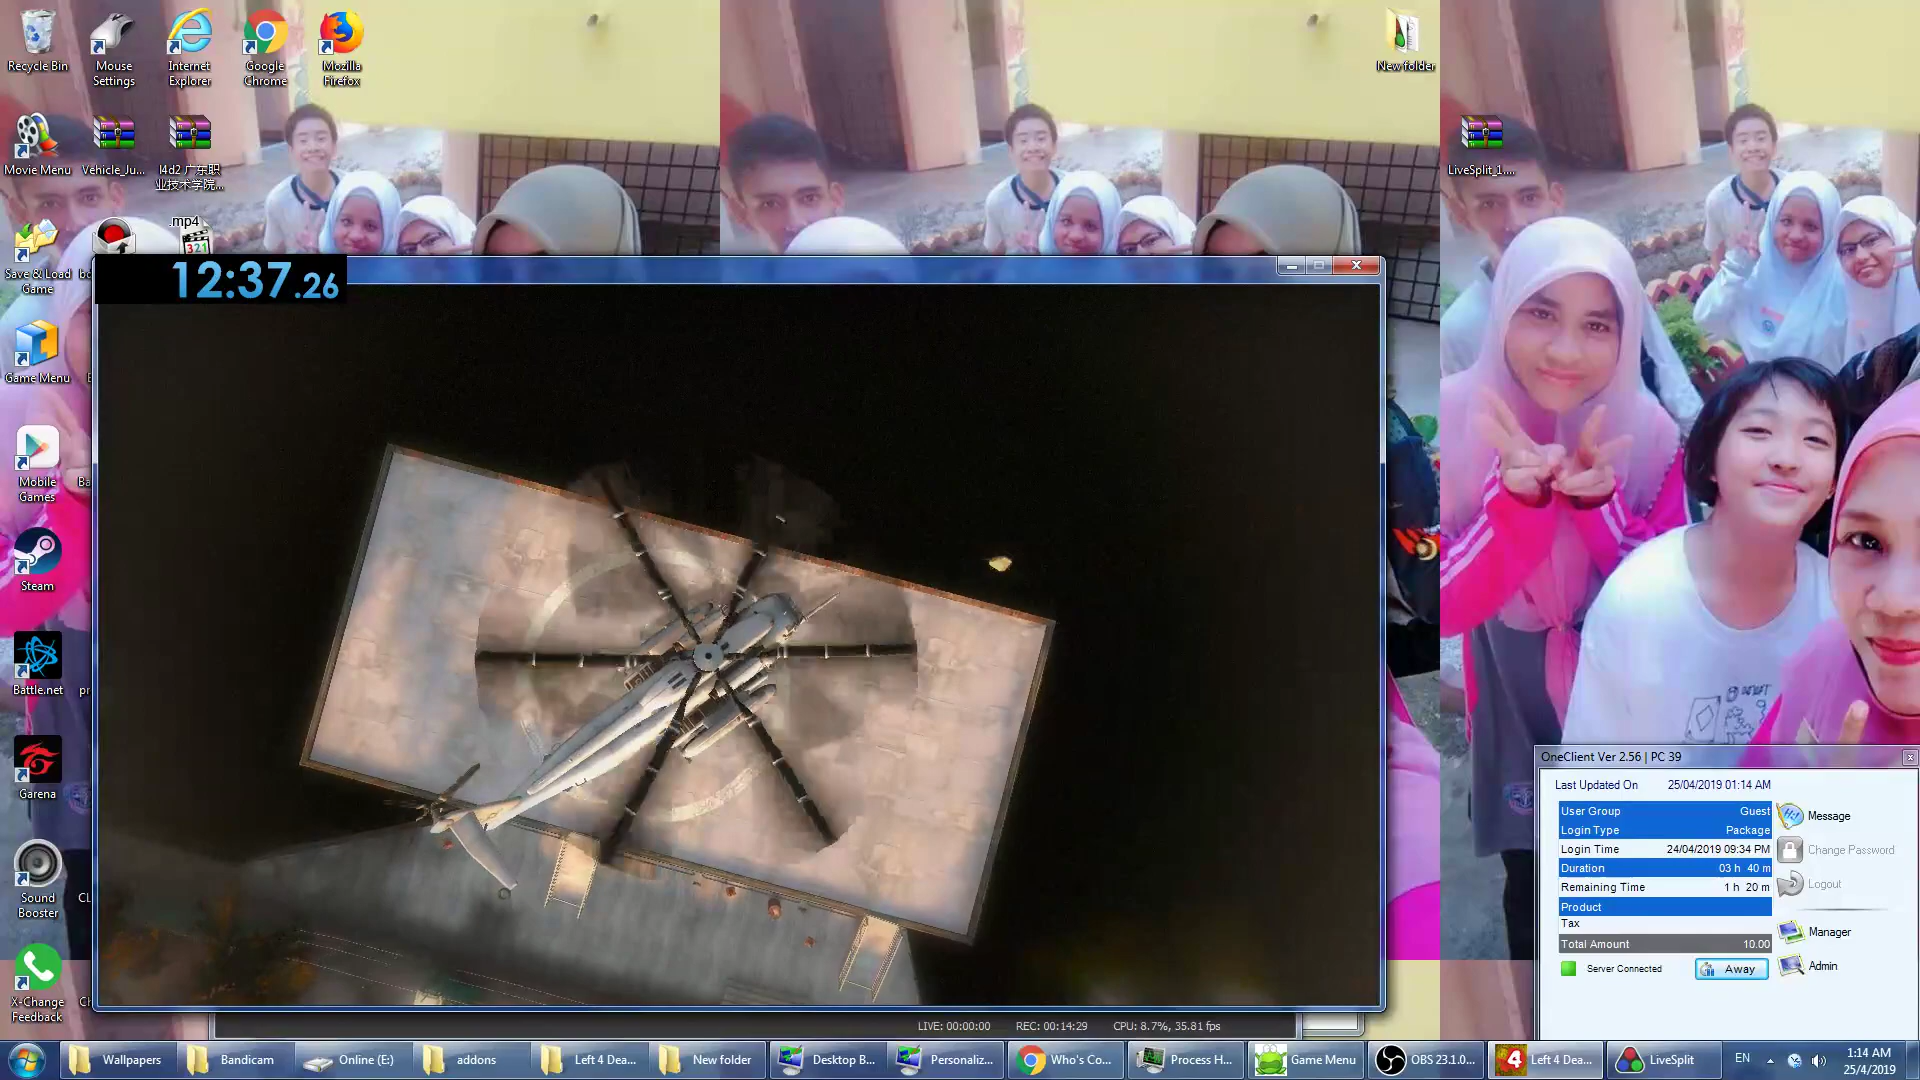 Recycle Bin
Mouse Settings
Internet Explorer
Google Chrome
Mozilla Firefox
New folder
Movie Menu
Vehicle_Ju...
l4d2 广东职业技术学院...
LiveSplit_1....
.mp4
321
Save & Load Game
12:37.26
Game Menu
Mobile Games
Ba
Steam
Battle.net
pr
Garena
Sound Booster
CL
X-Change Feedback
Ch
OneClient Ver 2.56 | PC 39
Last Updated On 25/04/2019 01:14 AM
User Group Guest
Login Type Package
Login Time 24/04/2019 09:34 PM
Duration 03 h 40 m
Remaining Time 1 h 20 m
Product
Tax
Total Amount 10.00
Server Connected
Away
Message
Change Password
Logout
Manager
Admin
LIVE: 00:00:00 REC: 00:14:29 CPU: 8.7%, 35.81 fps
Wallpapers
Bandicam
Online (E:)
addons
Left 4 Dea...
New folder
Desktop B...
Personaliz...
Who's Co...
Process H...
Game Menu
OBS 23.1.0...
Left 4 Dea...
LiveSplit
EN
1:14 AM
25/4/2019